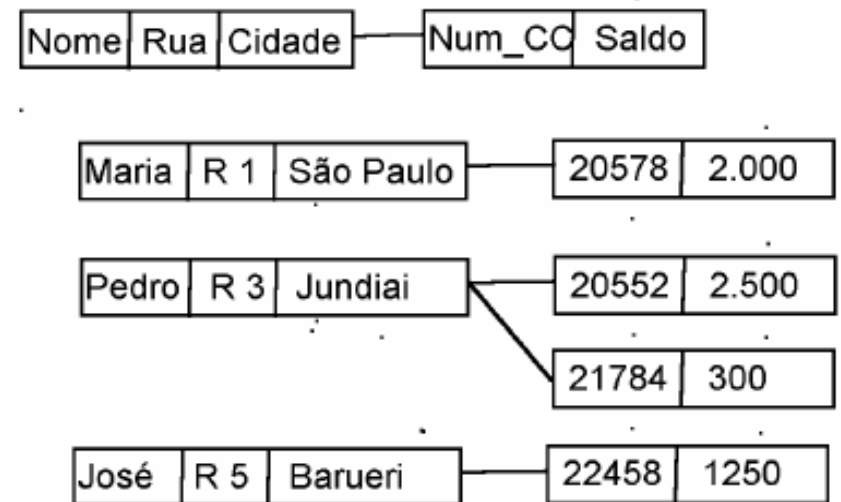 Nome Rua Cidade Num_CC Saldo
Maria R 1 São Paulo 20578 2.000
Pedro R 3 Jundiai 20552 2.500
21784 300
José R 5 Barueri 22458 1250